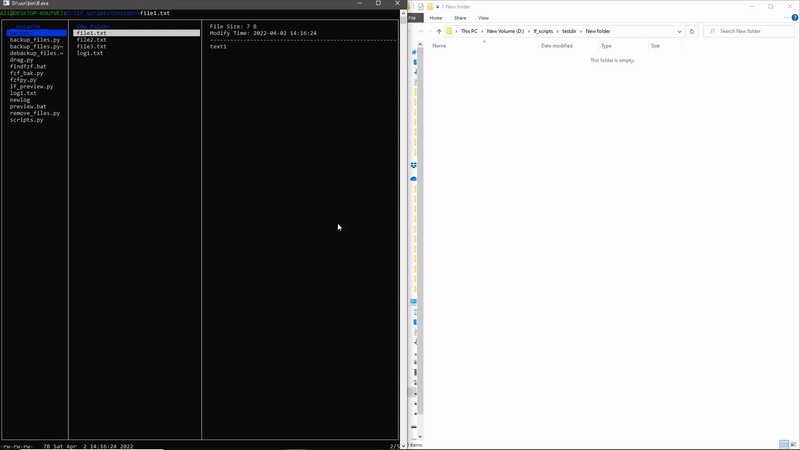 D:\usr\bin\lf.exe
D:\lf_scripts\testdir\file1.txt
__pycache__
backup_files.py
backup_files.py~
debackup_files.~
drag.py
findfzf.bat
fzf_bak.py
fzfpy.py
lf_preview.py
log1.txt
newlog
preview.bat
remove_files.py
scripts.py
New Folder
file1.txt
file2.txt
file3.txt
log1.txt
File Size: 7 B
Modify Time: 2022-04-02 14:16:24
text1
-rw-rw-rw- 7B Sat Apr 2 14:16:24 2022
New folder
File
Home
Share
View
This PC > New Volume (D:) > lf_scripts > testdir > New folder
Search New folder
Name
Date modified
Type
Size
This folder is empty.
items